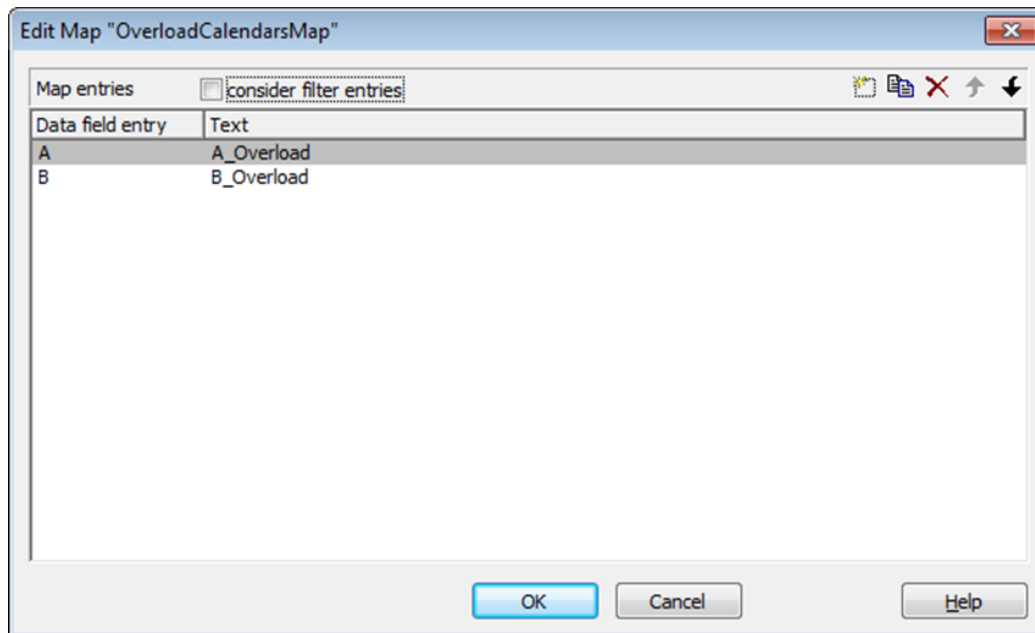 Edit Map "OverloadCalendarsMap"
Map entries consider filter entries
Data field entry Text
A A_Overload
B B_Overload
OK Cancel Help